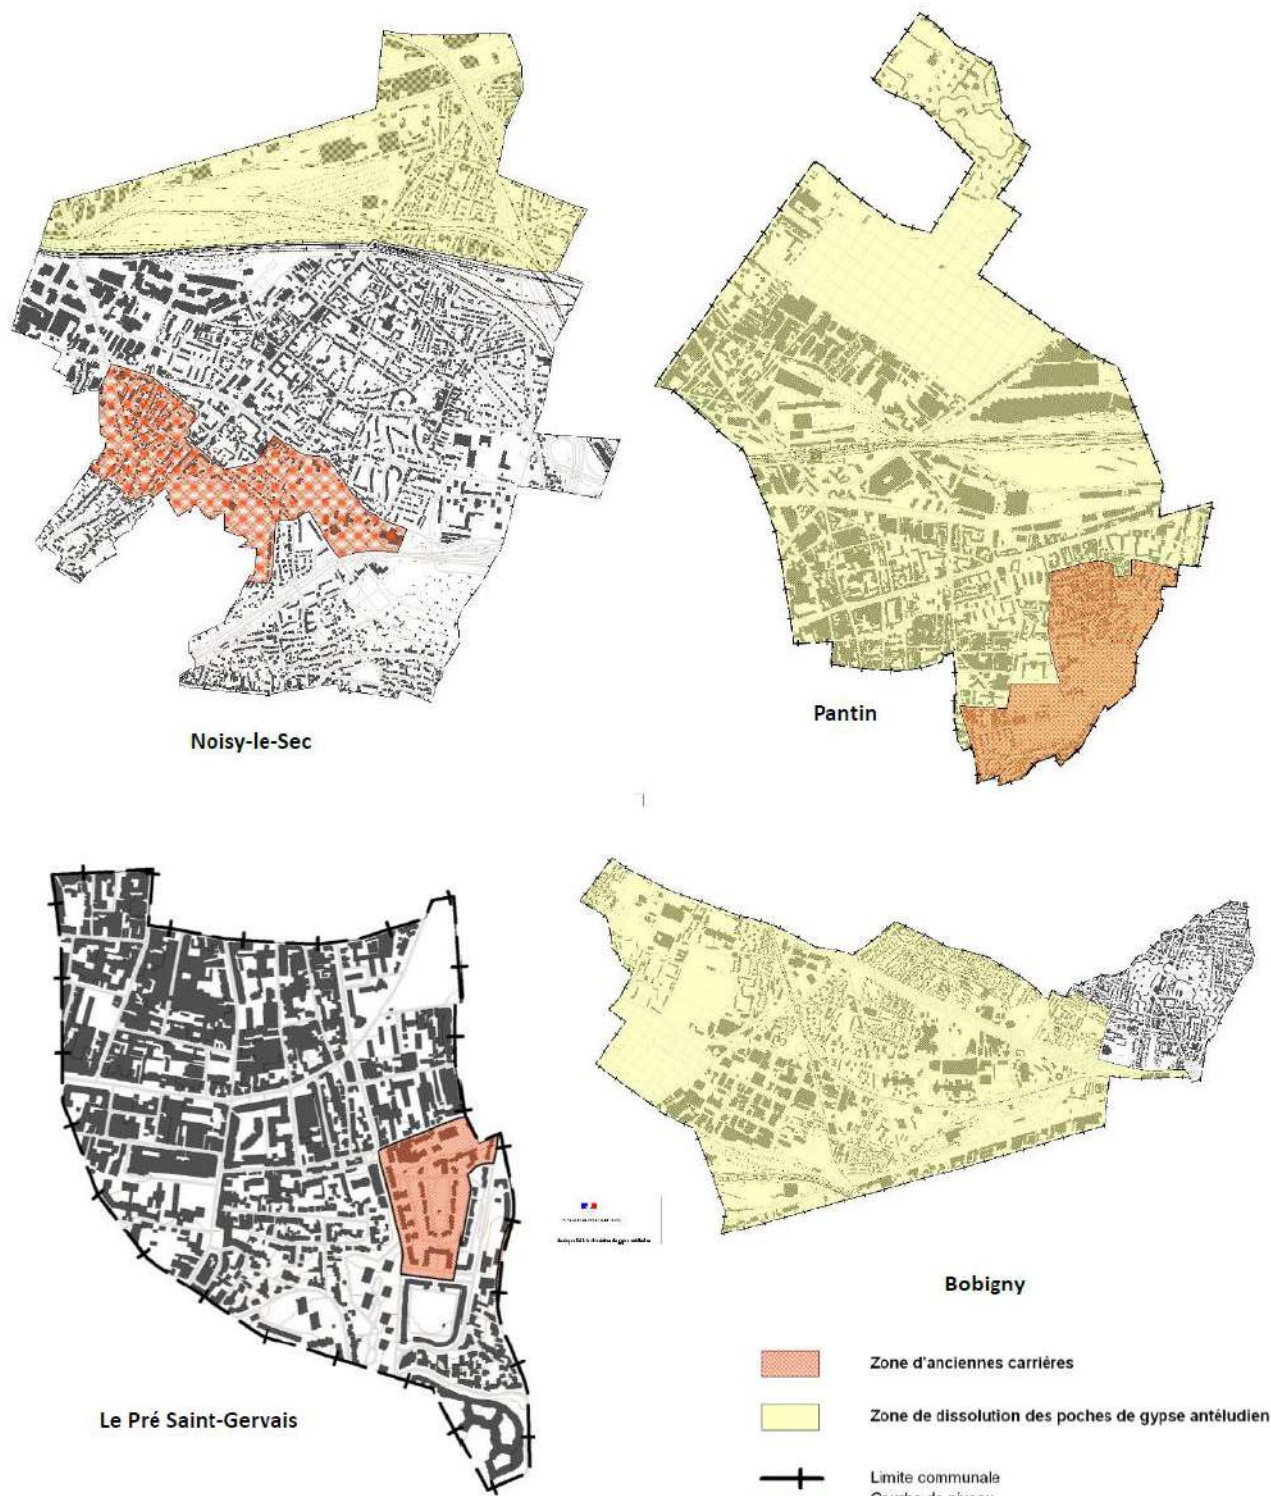 Noisy-le-Sec
Pantin
Bobigny
Zone d'anciennes carrières
Le Pré Saint-Gervais
Zone de dissolution des poches de gypse antéludien
Limite communale